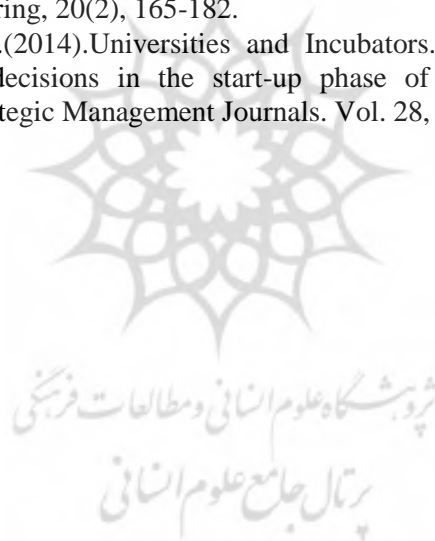 ring, 20(2), 165-182.
.(2014).Universities and Incubators.
decisions in the start-up phase of
tegic Management Journals. Vol. 28,
پژوهشگاه علوم انسانی و مطالعات فرهنگی
پرتال جامع علوم انسانی